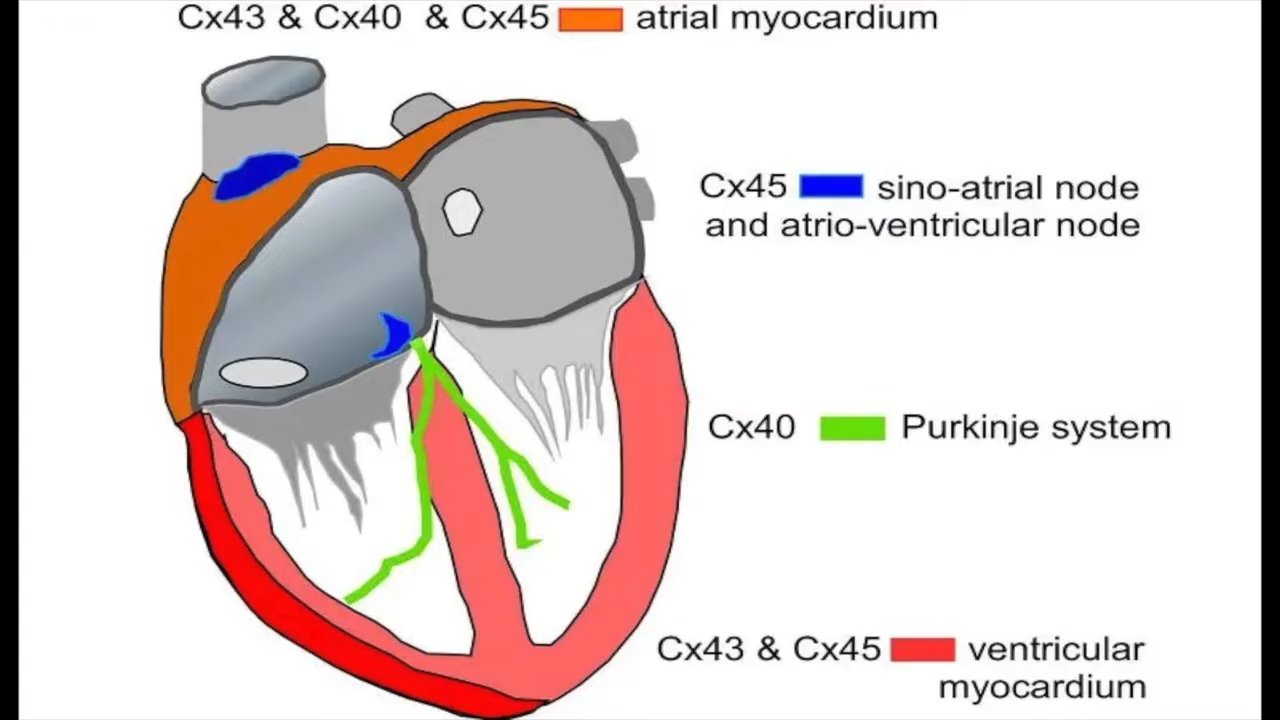 Cx43 & Cx40 & Cx45 atrial myocardium
Cx45 sino-atrial node
and atrio-ventricular node
Cx40 Purkinje system
Cx43 & Cx45 ventricular
myocardium